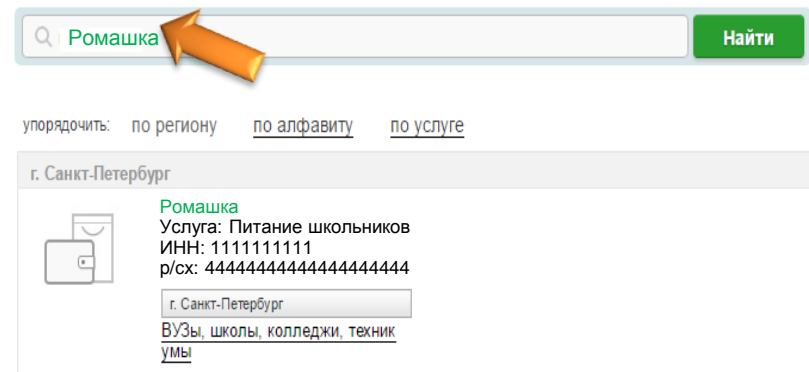 Ромашка
Найти
упорядочить: по региону по алфавиту по услуге
г. Санкт-Петербург
Ромашка
Услуга: Питание школьников
ИНН: 1111111111
р/сх: 44444444444444444444
г. Санкт-Петербург
ВУЗы, школы, колледжи, техник
умы